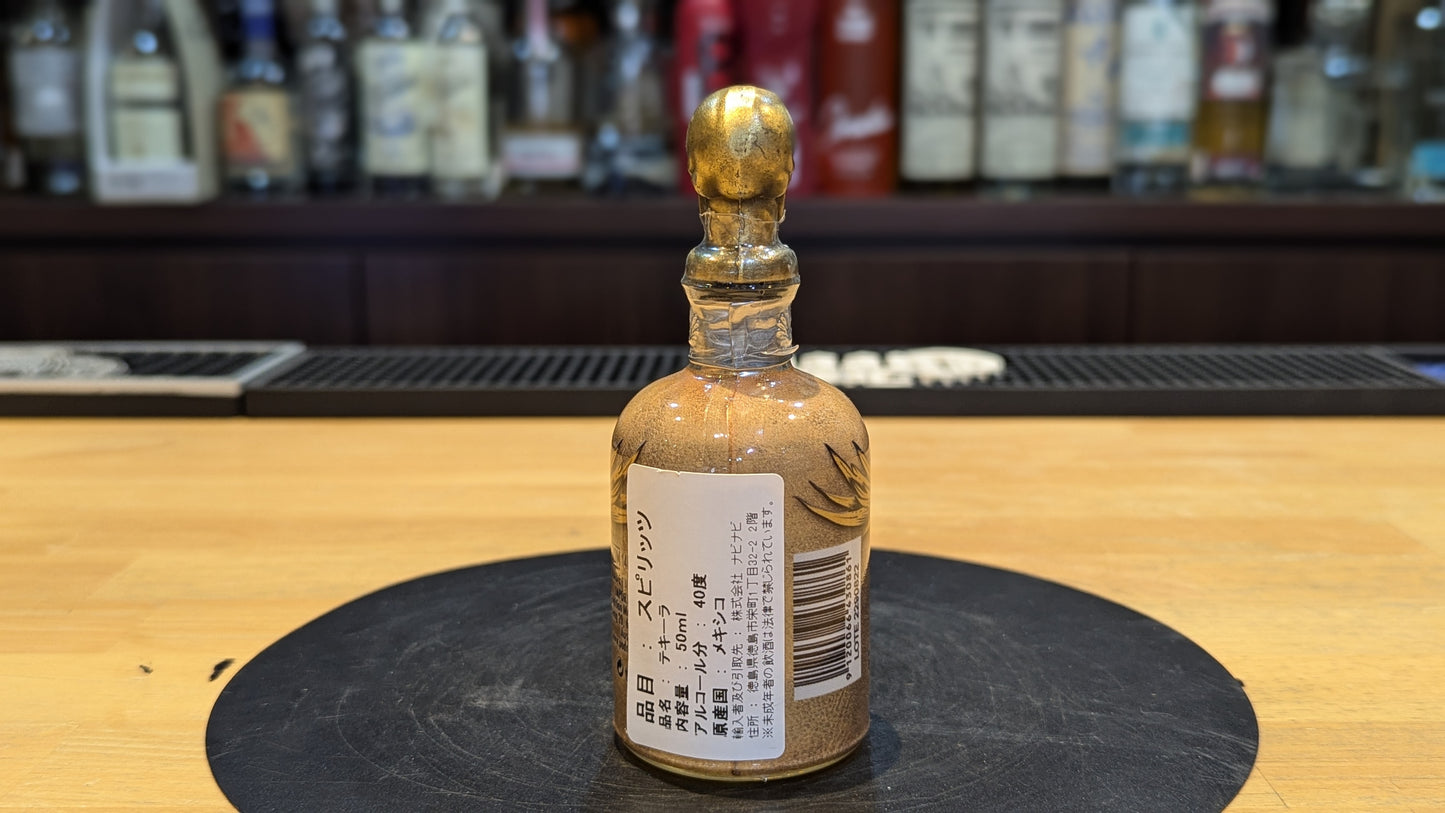 品目 : スピリッツ
品名 : テキーラ
内容量 : 50ml
アルコール分 : 40度
原産国 : メキシコ
輸入者及び引取先 : 株式会社 ナビナビ
住所 : 徳島県徳島市栄町1丁目32-2 2階
※未成年者の飲酒は法律で禁じられています。
9120066630861
LOTE 2280822